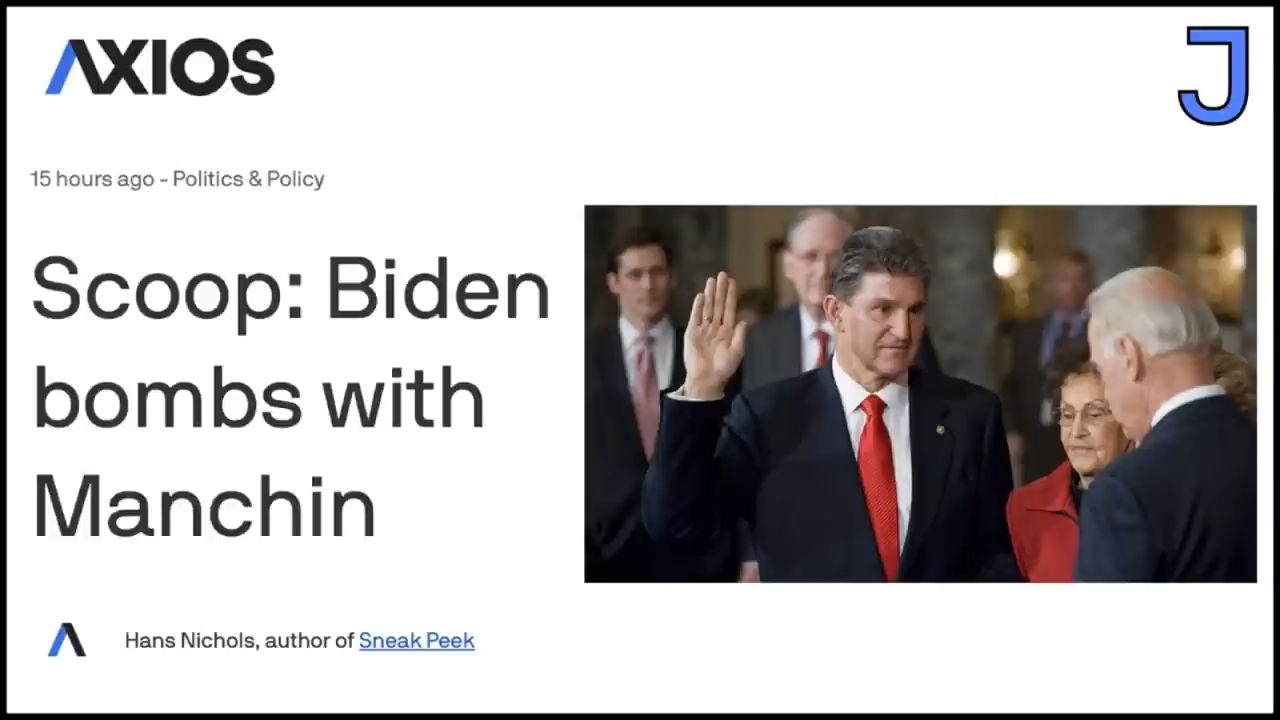 AXIOS
J
15 hours ago - Politics & Policy
Scoop: Biden
bombs with
Manchin
Hans Nichols, author of Sneak Peek